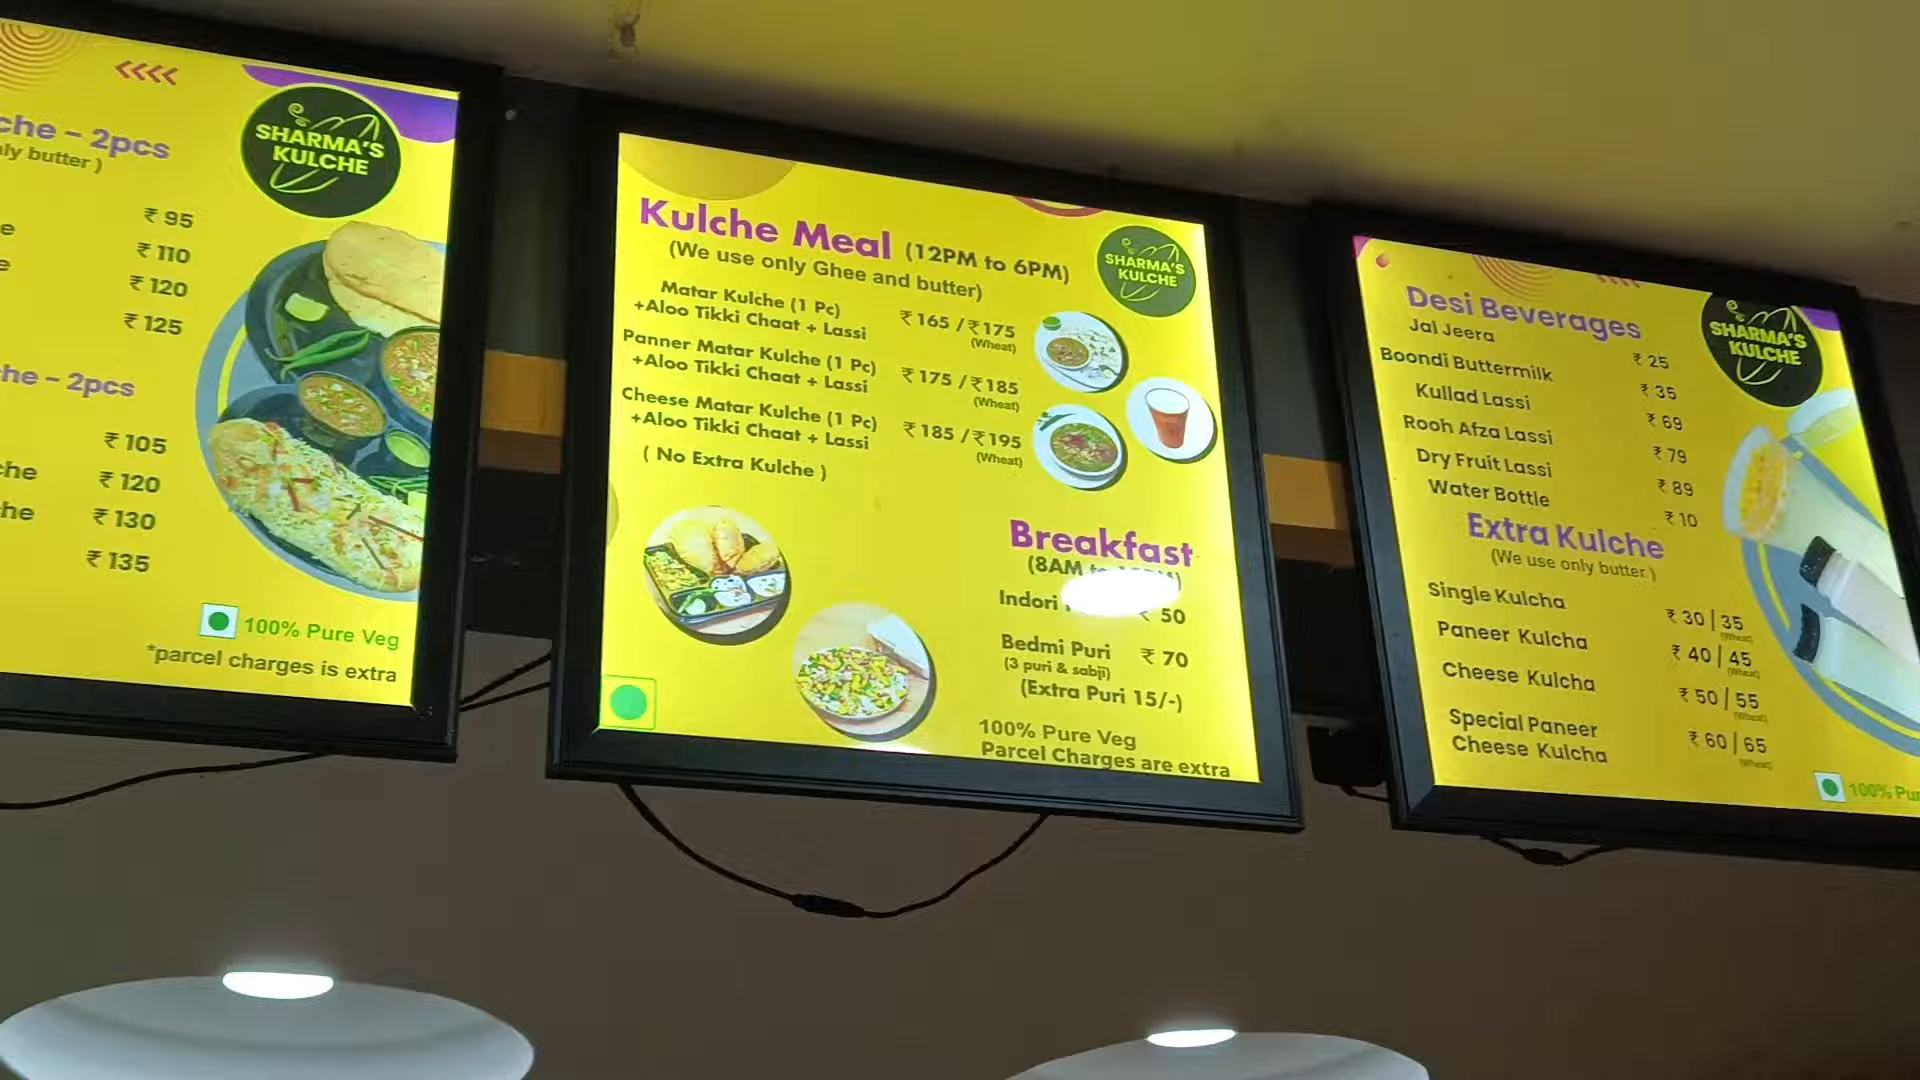 che - 2pcs
ly butter )
₹ 95
e ₹ 110
e ₹ 120
₹ 125
he - 2pcs
₹ 105
che ₹ 120
he ₹ 130
₹ 135
SHARMA'S
KULCHE
100% Pure Veg
*parcel charges is extra
Kulche Meal (12PM to 6PM)
(We use only Ghee and butter)
SHARMA'S
KULCHE
Matar Kulche (1 Pc)
+Aloo Tikki Chaat + Lassi ₹ 165 / ₹ 175
(Wheat)
Panner Matar Kulche (1 Pc)
+Aloo Tikki Chaat + Lassi ₹ 175 / ₹ 185
(Wheat)
Cheese Matar Kulche (1 Pc)
+Aloo Tikki Chaat + Lassi ₹ 185 / ₹ 195
(Wheat)
( No Extra Kulche )
Breakfast
(8AM to
Indori ₹ 50
Bedmi Puri ₹ 70
(3 puri & sabji)
(Extra Puri 15/-)
100% Pure Veg
Parcel Charges are extra
Desi Beverages
SHARMA'S
KULCHE
Jal Jeera ₹ 25
Boondi Buttermilk ₹ 35
Kullad Lassi ₹ 69
Rooh Afza Lassi ₹ 79
Dry Fruit Lassi ₹ 89
Water Bottle ₹ 10
Extra Kulche
(We use only butter )
Single Kulcha ₹ 30 | 35
(Wheat)
Paneer Kulcha ₹ 40 | 45
(Wheat)
Cheese Kulcha ₹ 50 | 55
(Wheat)
Special Paneer
Cheese Kulcha ₹ 60 | 65
(Wheat)
100% Pur